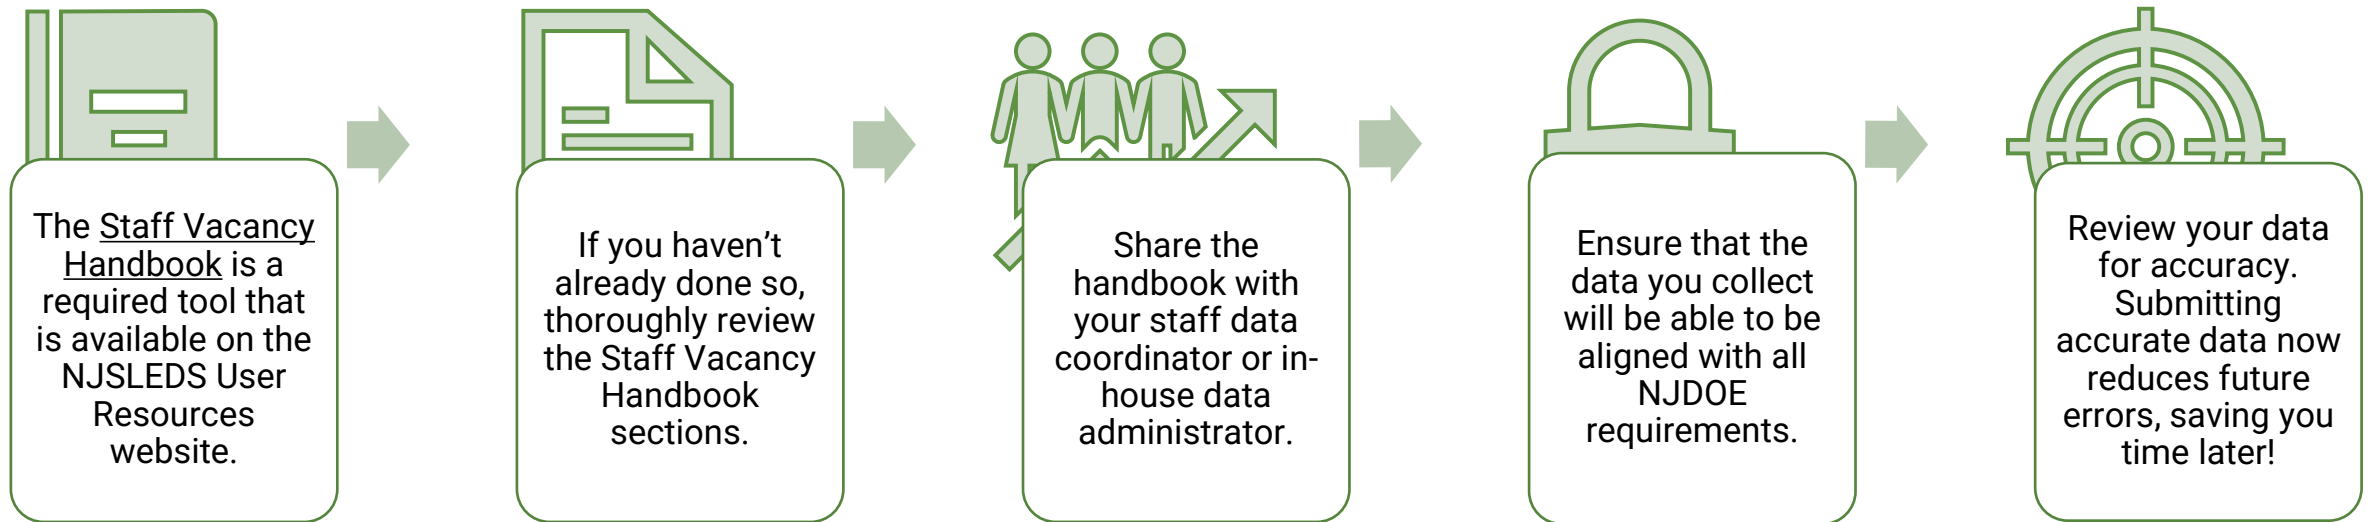 The Staff Vacancy
Handbook is a
required tool that
is available on the
NJSLEDS User
Resources
website.
If you haven’t
already done so,
thoroughly review
the Staff Vacancy
Handbook
sections.
Share the
handbook with
your staff data
coordinator or in-
house data
administrator.
Ensure that the
data you collect
will be able to be
aligned with all
NJDOE
requirements.
Review your data
for accuracy.
Submitting
accurate data now
reduces future
errors, saving you
time later!